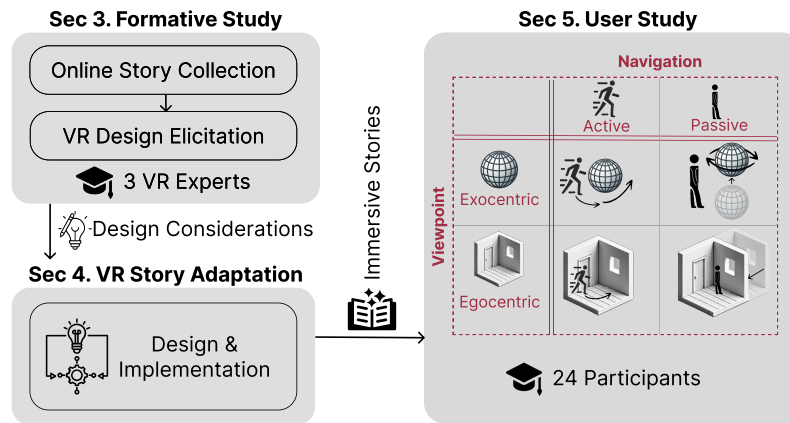 Sec 3. Formative Study
Online Story Collection
VR Design Elicitation
3 VR Experts
Design Considerations
Sec 4. VR Story Adaptation
Design &
Implementation
Immersive Stories
Sec 5. User Study
Navigation
Active
Passive
Viewpoint
Exocentric
Egocentric
24 Participants